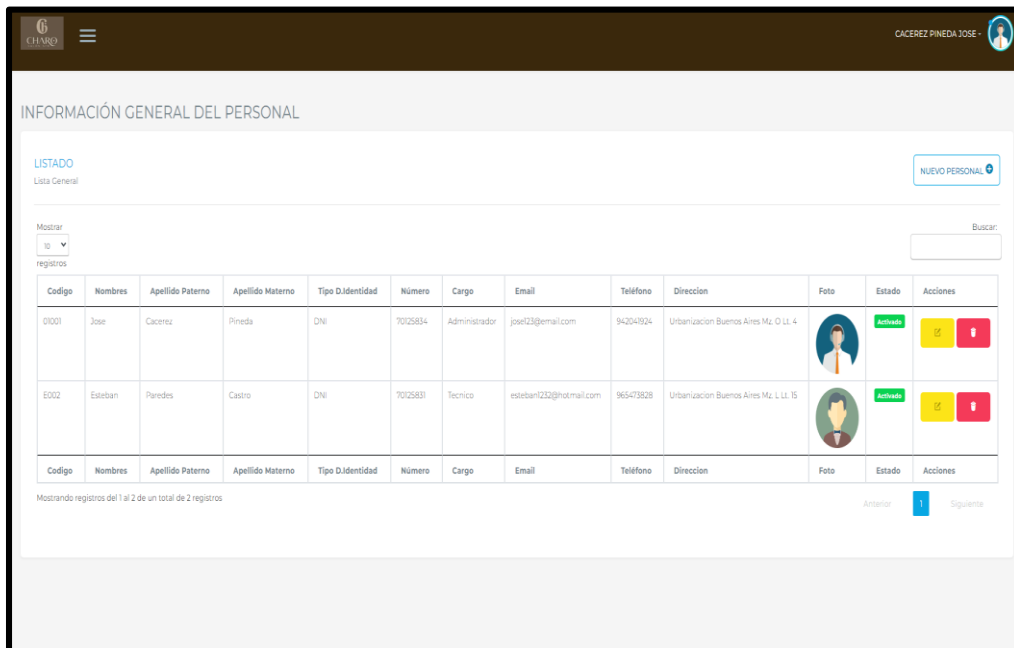 CHARO
CACEREZ PINEDA JOSE -
INFORMACIÓN GENERAL DEL PERSONAL
LISTADO
Lista General
NUEVO PERSONAL
Mostrar
10
registros
Buscar:
Codigo Nombres Apellido Paterno Apellido Materno Tipo D.Identidad Número Cargo Email Teléfono Direccion Foto Estado Acciones
01001 Jose Cacerez Pineda DNI 70125834 Administrador jose123@email.com 942041924 Urbanizacion Buenos Aires Mz. O Lt. 4 Activado
E002 Esteban Paredes Castro DNI 70125831 Tecnico esteban1232@hotmail.com 965473828 Urbanizacion Buenos Aires Mz. L Lt. 15 Activado
Codigo Nombres Apellido Paterno Apellido Materno Tipo D.Identidad Número Cargo Email Teléfono Direccion Foto Estado Acciones
Mostrando registros del 1 al 2 de un total de 2 registros
Anterior 1 Siguiente